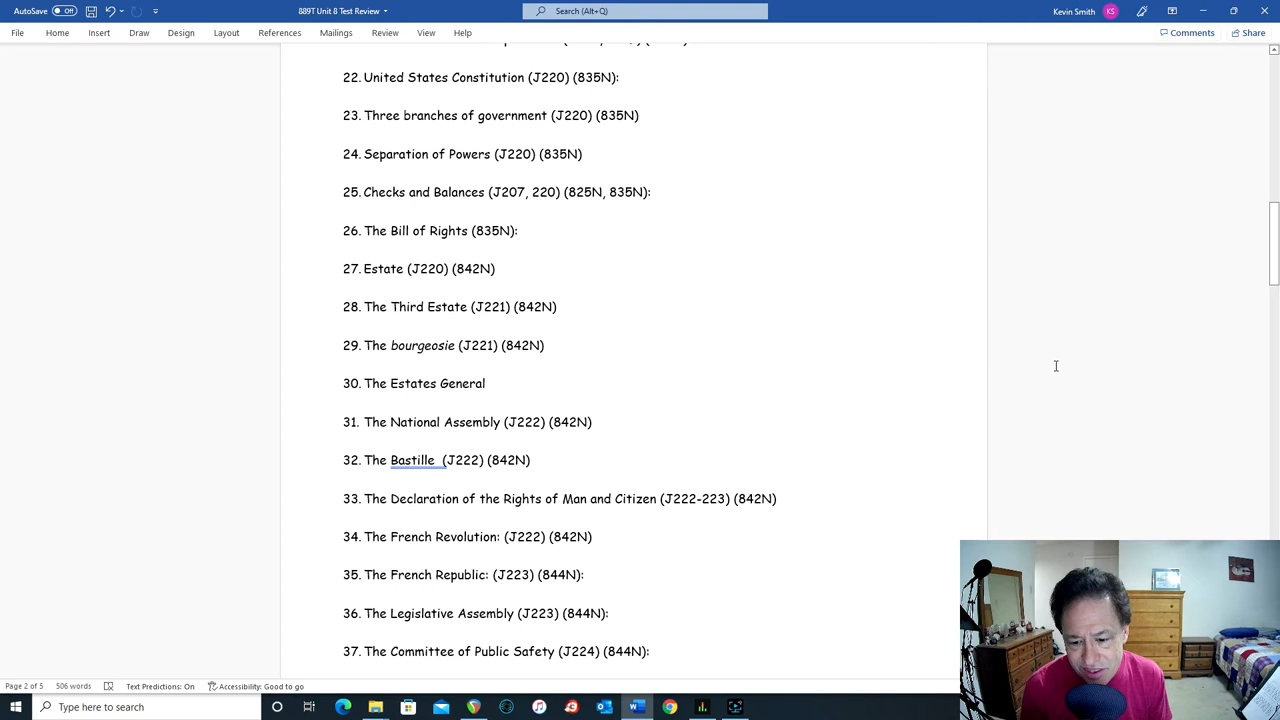 AutoSave Off 889T Unit 8 Test Review Search (Alt+Q) Kevin Smith KS
File Home Insert Draw Design Layout References Mailings Review View Help Comments Share
22. United States Constitution (J220) (835N):
23. Three branches of government (J220) (835N)
24. Separation of Powers (J220) (835N)
25. Checks and Balances (J207, 220) (825N, 835N):
26. The Bill of Rights (835N):
27. Estate (J220) (842N)
28. The Third Estate (J221) (842N)
29. The bourgeosie (J221) (842N)
30. The Estates General
31. The National Assembly (J222) (842N)
32. The Bastille (J222) (842N)
33. The Declaration of the Rights of Man and Citizen (J222-223) (842N)
34. The French Revolution: (J222) (842N)
35. The French Republic: (J223) (844N):
36. The Legislative Assembly (J223) (844N):
37. The Committee of Public Safety (J224) (844N):
Page 2 of 5 506 words Text Predictions: On Accessibility: Good to go
Type here to search